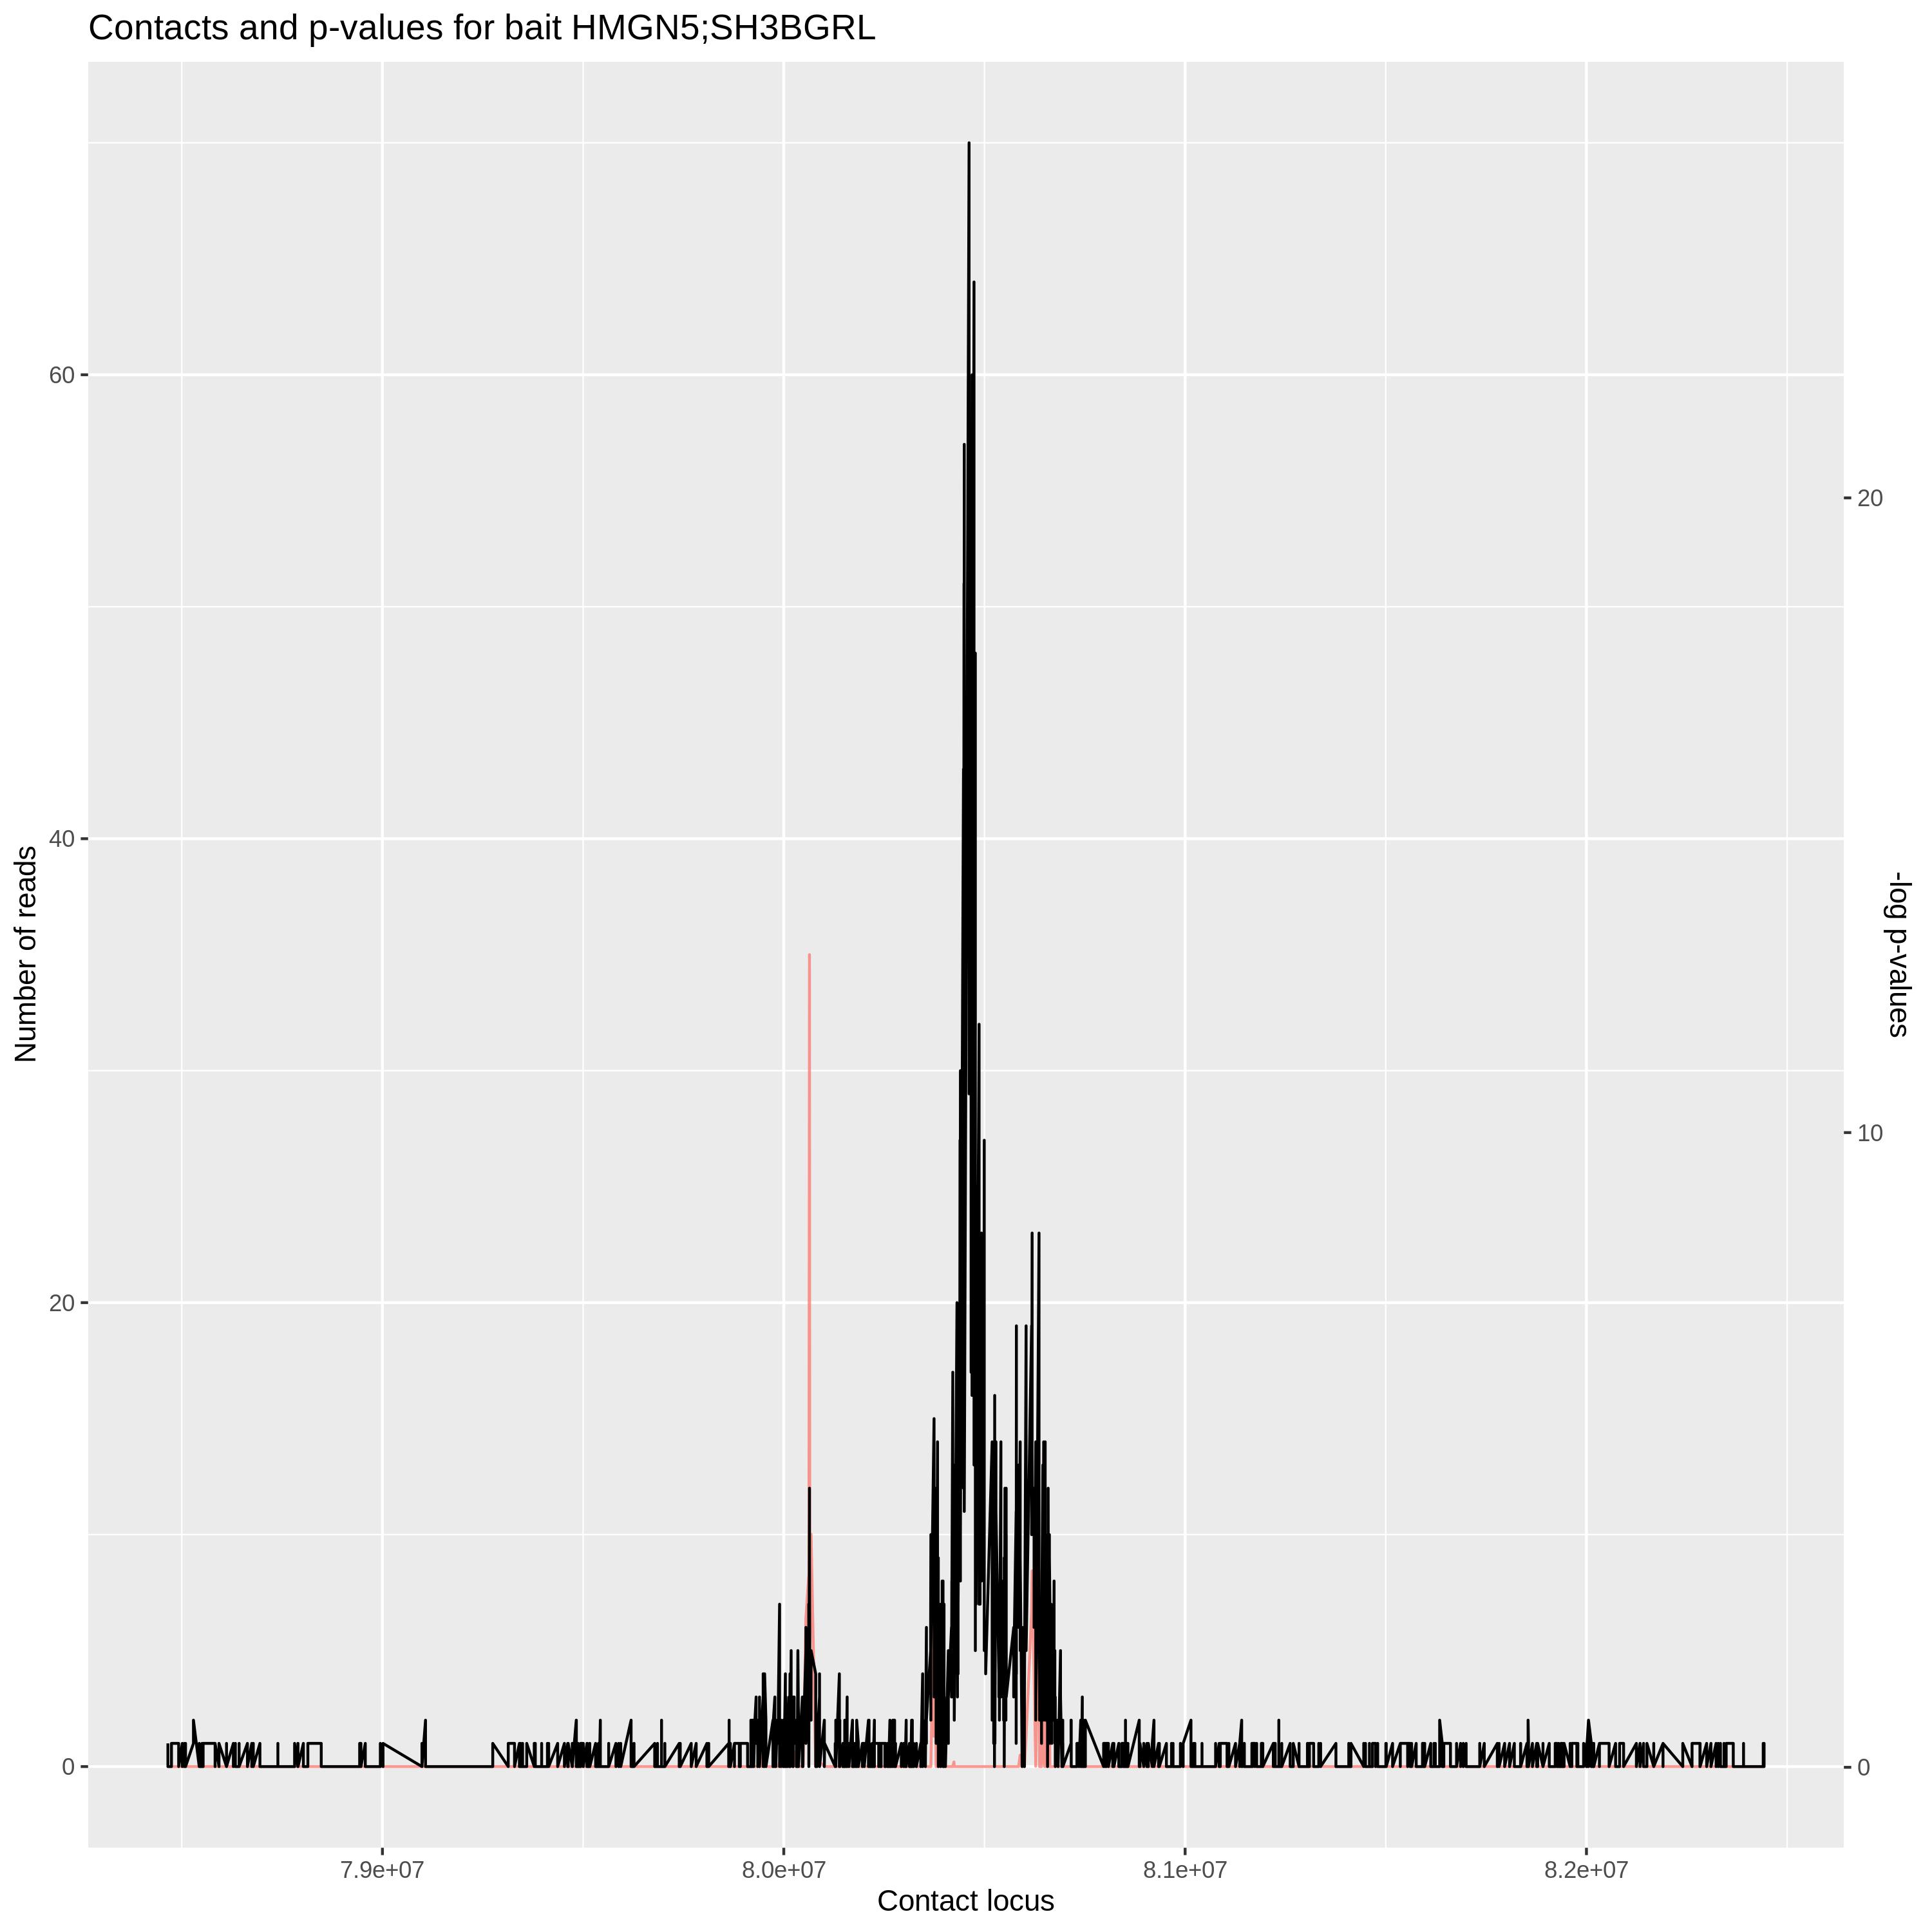 Contacts and p-values for bait HMGN5;SH3BGRL
Number of reads
60
40
20
0
20
10
0
-log p-values
7.9e+07 8.0e+07 8.1e+07 8.2e+07
Contact locus